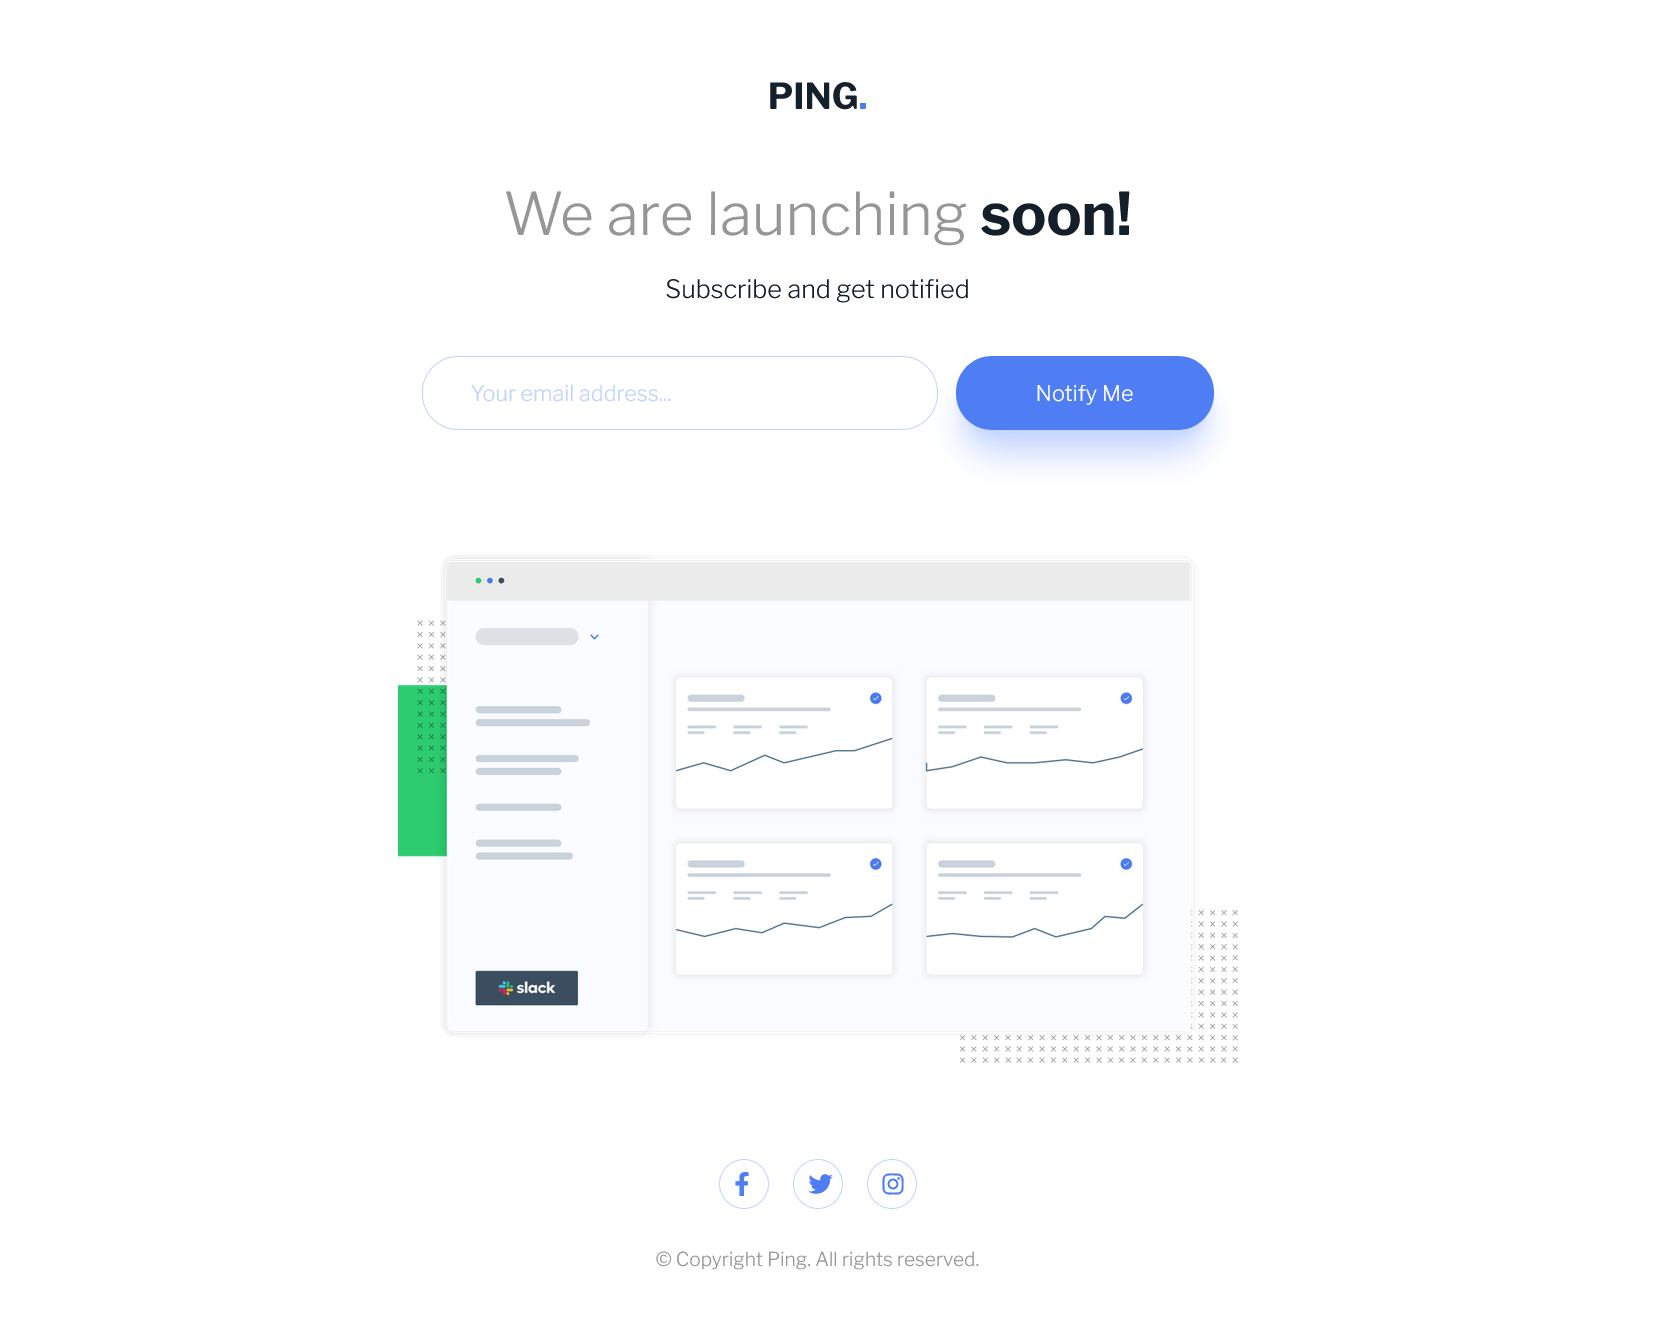 PING.
We are launching soon!
Subscribe and get notified
Your email address...
Notify Me
slack
© Copyright Ping. All rights reserved.